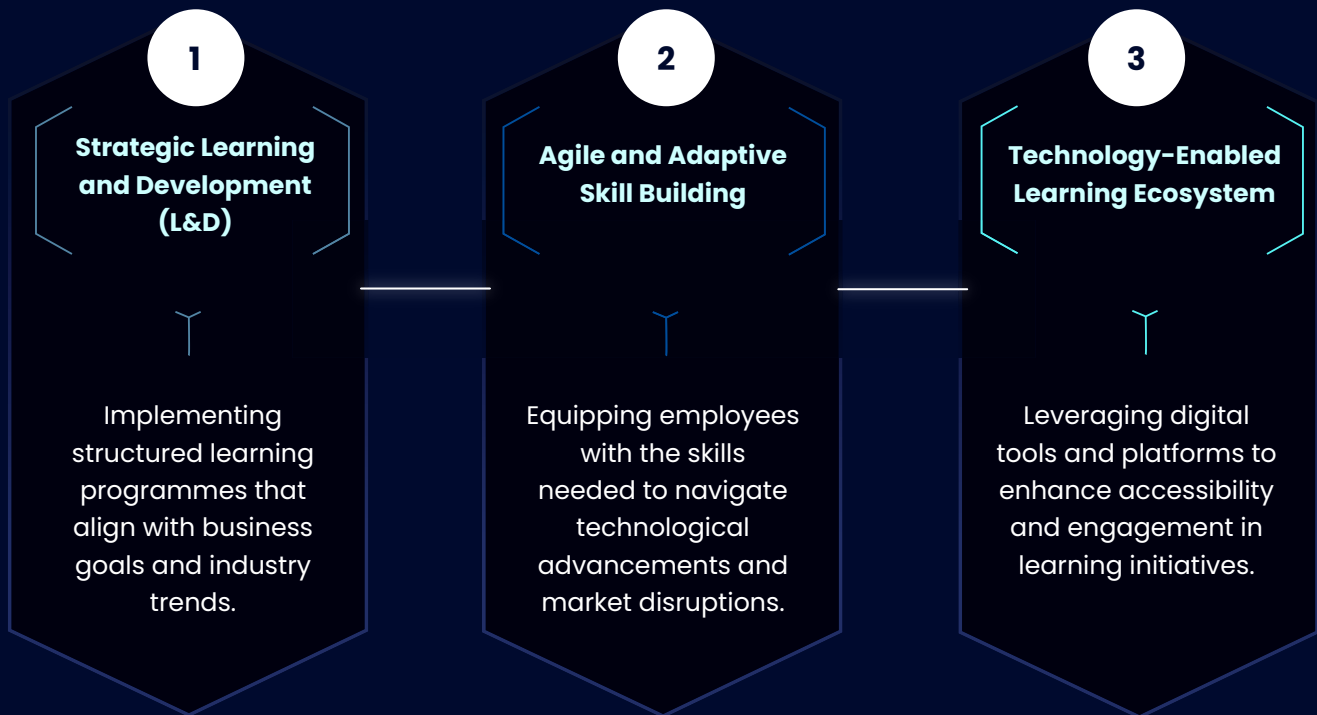 1
Strategic Learning
and Development
(L&D)
Implementing
structured learning
programmes that
align with business
goals and industry
trends.
2
Agile and Adaptive
Skill Building
Equipping employees
with the skills
needed to navigate
technological
advancements and
market disruptions.
3
Technology-Enabled
Learning Ecosystem
Leveraging digital
tools and platforms to
enhance accessibility
and engagement in
learning initiatives.